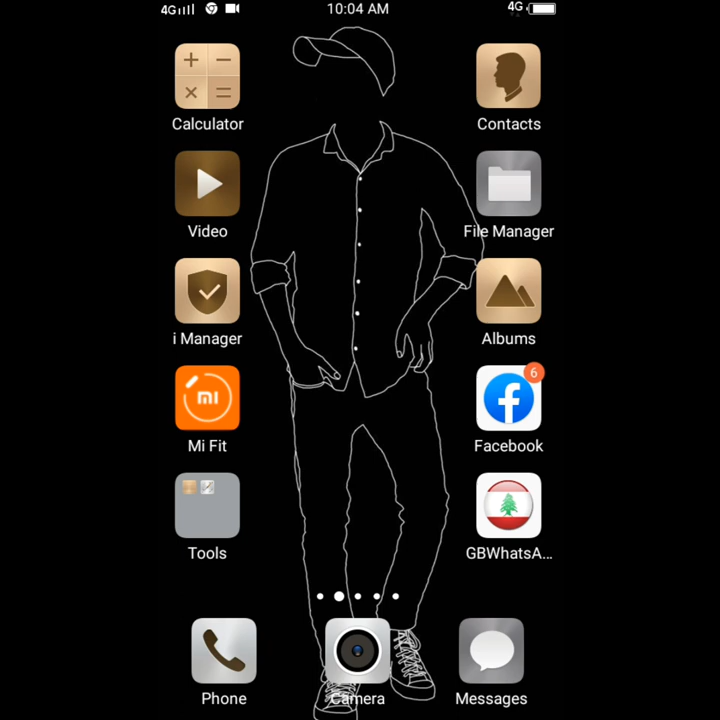 4G 10:04 AM 4G
Calculator Contacts
Video File Manager
i Manager Albums
mi 6
Mi Fit Facebook
Tools GBWhatsA...
Phone Camera Messages